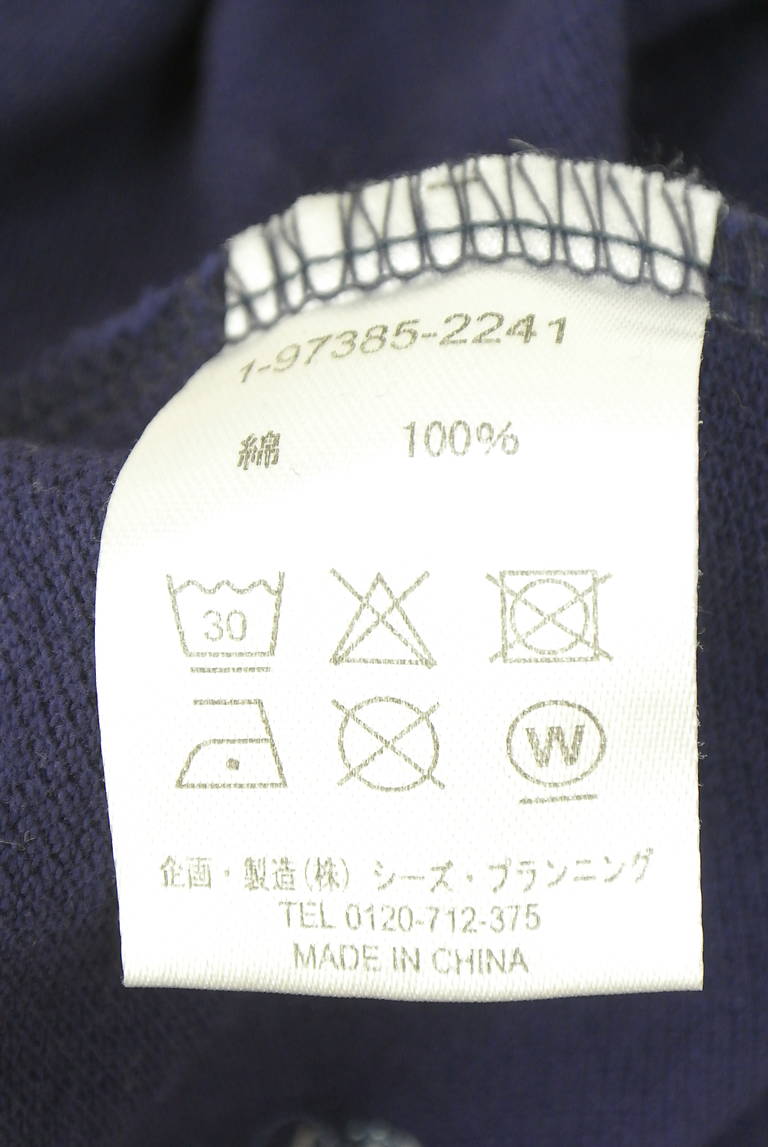 1-97385-2241
綿 100%
30
W
企画・製造(株) シーズ・プランニング
TEL 0120-712-375
MADE IN CHINA